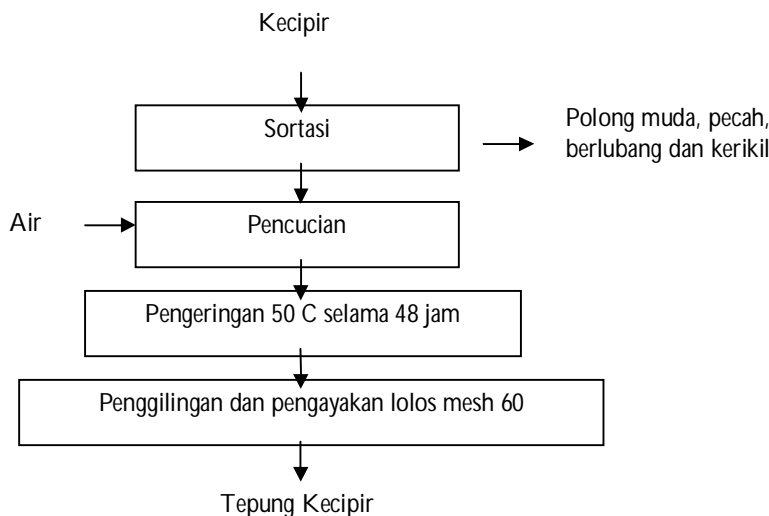 Kecipir
Sortasi
Polong muda, pecah,
berlubang dan kerikil
Air
Pencucian
Pengeringan 50 C selama 48 jam
Penggilingan dan pengayakan lolos mesh 60
Tepung Kecipir